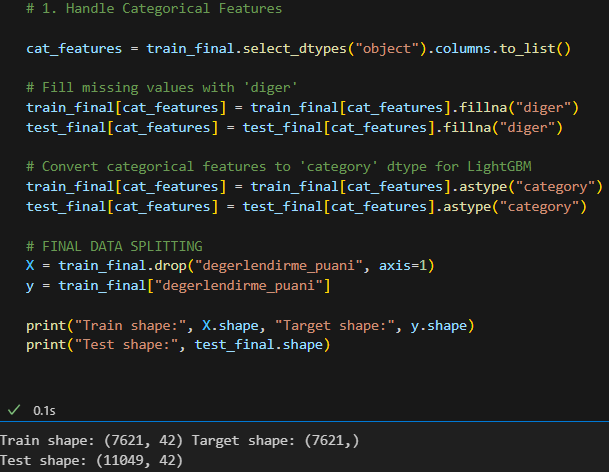 # 1. Handle Categorical Features
cat_features = train_final.select_dtypes("object").columns.to_list()
# Fill missing values with 'diger'
train_final[cat_features] = train_final[cat_features].fillna("diger")
test_final[cat_features] = test_final[cat_features].fillna("diger")
# Convert categorical features to 'category' dtype for LightGBM
train_final[cat_features] = train_final[cat_features].astype("category")
test_final[cat_features] = test_final[cat_features].astype("category")
# FINAL DATA SPLITTING
X = train_final.drop("degerlendirme_puani", axis=1)
y = train_final["degerlendirme_puani"]
print("Train shape:", X.shape, "Target shape:", y.shape)
print("Test shape:", test_final.shape)
0.1s
Train shape: (7621, 42) Target shape: (7621,)
Test shape: (11049, 42)